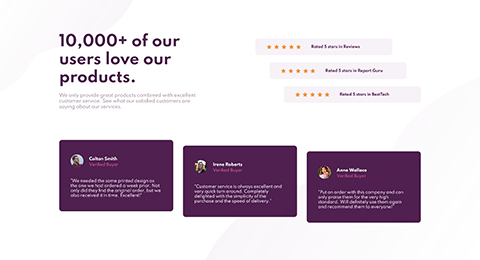 10,000+ of our
users love our
products.
We only provide great products combined with excellent
customer service. See what our satisfied customers are
saying about our services.
Rated 5 stars in Reviews
Rated 5 stars in Report Guru
Rated 5 stars in BestTech
Colton Smith
Verified Buyer
"We needed the same printed design as
the one we had ordered a week prior. Not
only did they find the original order, but we
also received it in time. Excellent!"
Irene Roberts
Verified Buyer
"Customer service is always excellent and
very quick turn around. Completely
delighted with the simplicity of the
purchase and the speed of delivery."
Anne Wallace
Verified Buyer
"Put an order with this company and can
only praise them for the very high
standard. Will definitely use them again
and recommend them to everyone!"